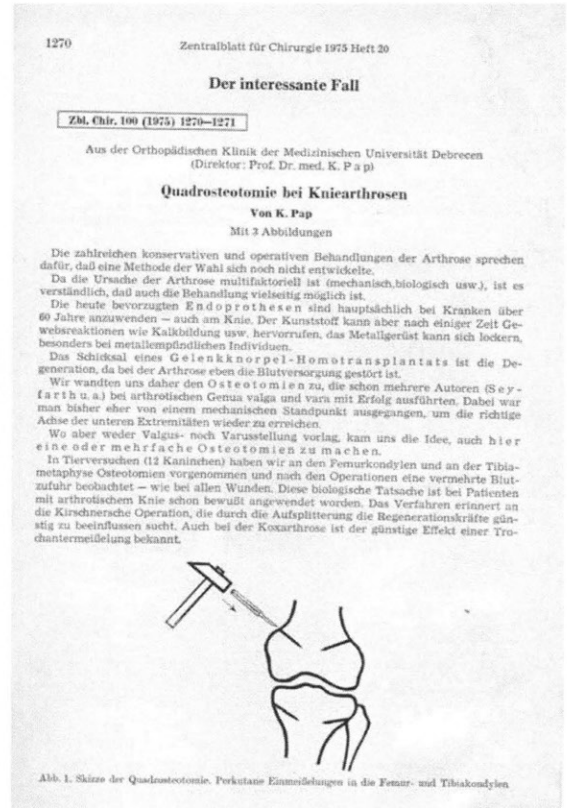 1270
Zentralblatt für Chirurgie 1975 Heft 20
Der interessante Fall
Zbl. Chir. 100 (1975) 1270—1271
Aus der Orthopädischen Klinik der Medizinischen Universität Debrecen
(Direktor: Prof. Dr. med. K. Pap)
Quadrosteotomie bei Kniearthrosen
Von K. Pap
Mit 3 Abbildungen
Die zahlreichen konservativen und operativen Behandlungen der Arthrose sprechen
dafür, daß eine Methode der Wahl sich noch nicht entwickelte.
Da die Ursache der Arthrose multifaktoriell ist (mechanisch, biologisch usw.), ist es
verständlich, daß auch die Behandlung vielseitig möglich ist.
Die heute bevorzugten Endoprothesen sind hauptsächlich bei Kranken über
60 Jahre anzuwenden — auch am Knie. Der Kunststoff kann aber nach einiger Zeit Ge-
websreaktionen wie Kalkbildung usw. hervorrufen, das Metallgerüst kann sich lockern,
besonders bei metallempfindlichen Individuen.
Das Schicksal eines Gelenkknorpel-Homotransplantats ist die De-
generation, da bei der Arthrose eben die Blutversorgung gestört ist.
Wir wandten uns daher den Osteotomien zu, die schon mehrere Autoren (Sey-
farth u. a.) bei arthrotischen Genua valga und vara mit Erfolg ausführten. Dabei war
man bisher eher von einem mechanischen Standpunkt ausgegangen, um die richtige
Achse der unteren Extremitäten wieder zu erreichen.
Wo aber weder Valgus- noch Varusstellung vorlag, kam uns die Idee, auch hier
eine oder mehrfache Osteotomien zu machen.
In Tierversuchen (12 Kaninchen) haben wir an den Femurkondylen und an der Tibia-
metaphyse Osteotomien vorgenommen und nach den Operationen eine vermehrte Blut-
zufuhr beobachtet — wie bei allen Wunden. Diese biologische Tatsache ist bei Patienten
mit arthrotischem Knie schon bewußt angewendet worden. Das Verfahren erinnert an
die Kirschnersche Operation, die durch die Aufsplitterung die Regenerationskräfte gün-
stig zu beeinflussen sucht. Auch bei der Koxarthrose ist der günstige Effekt einer Tro-
chantermeißelung bekannt.
Abb. 1. Skizze der Quadrosteotomie. Perkutane Einmeißelungen in die Femur- und Tibiakondylen